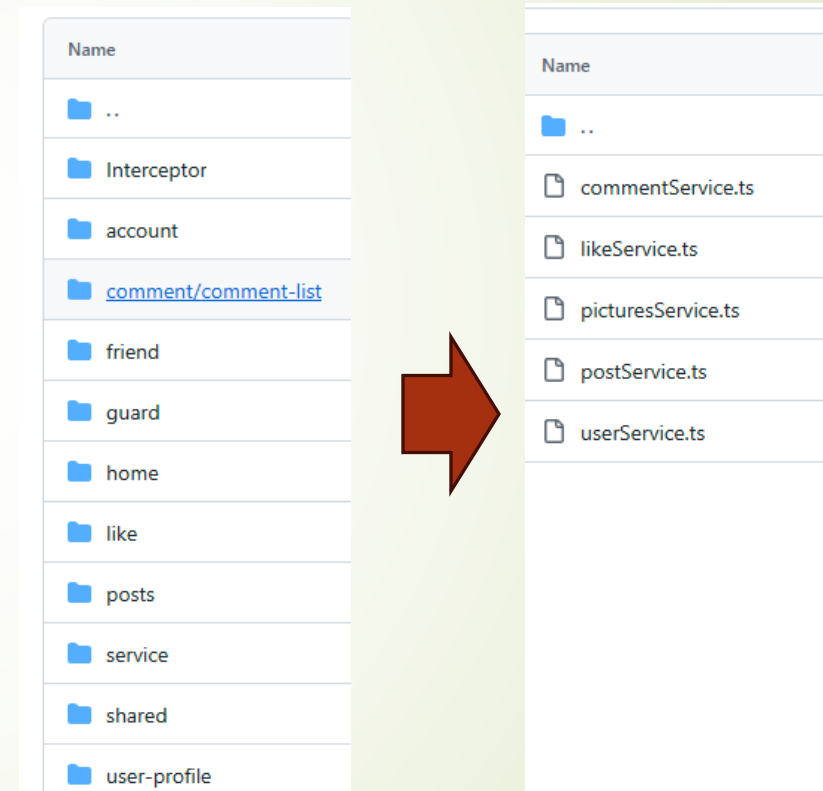 Name
..
Interceptor
account
comment/comment-list
friend
guard
home
like
posts
service
shared
user-profile
Name
..
commentService.ts
likeService.ts
picturesService.ts
postService.ts
userService.ts